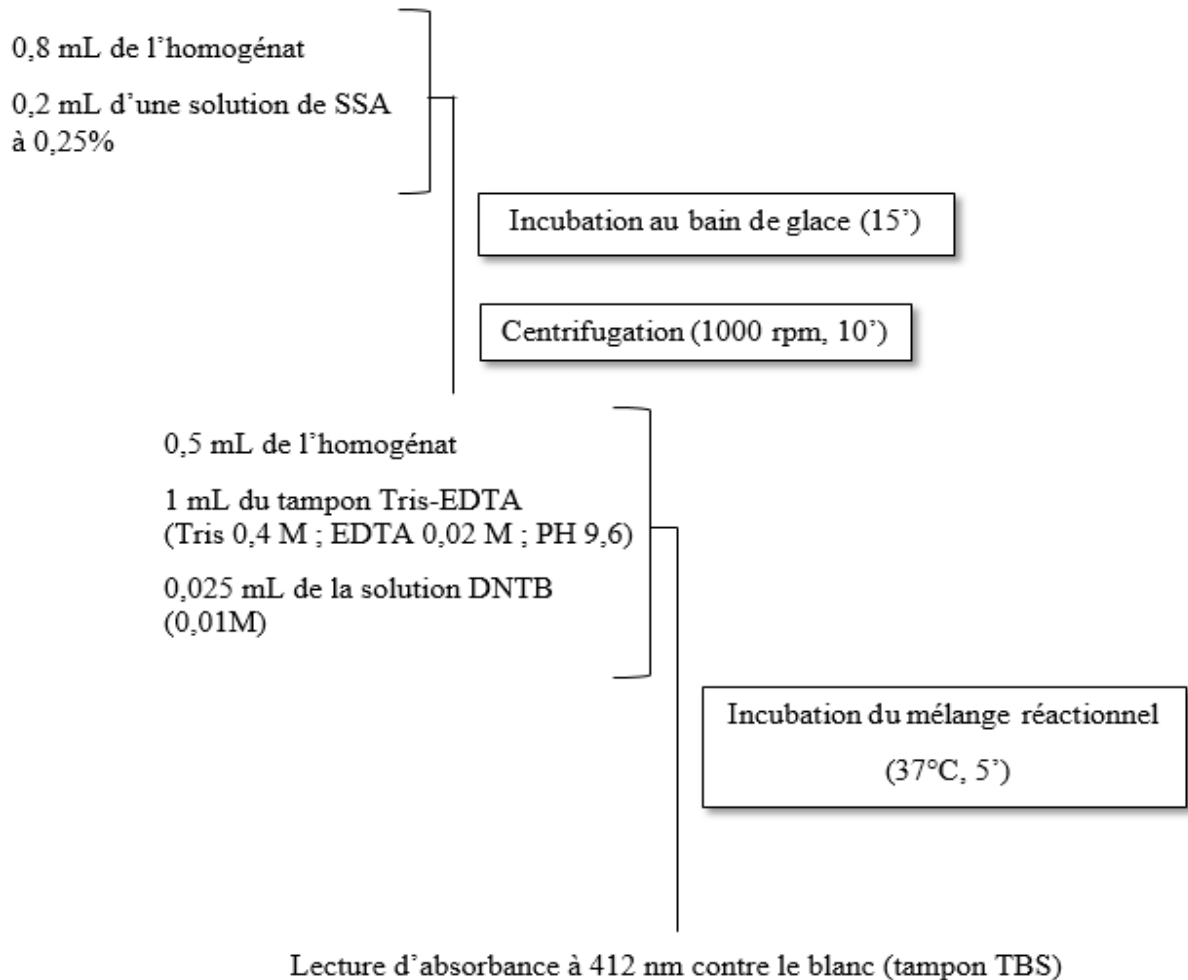 0,8 mL de l’homogénat
0,2 mL d’une solution de SSA
à 0,25%
Incubation au bain de glace (15’)
Centrifugation (1000 rpm, 10’)
0,5 mL de l’homogénat
1 mL du tampon Tris-EDTA
(Tris 0,4 M ; EDTA 0,02 M ; PH 9,6)
0,025 mL de la solution DNTB
(0,01M)
Incubation du mélange réactionnel
(37°C, 5’)
Lecture d’absorbance à 412 nm contre le blanc (tampon TBS)